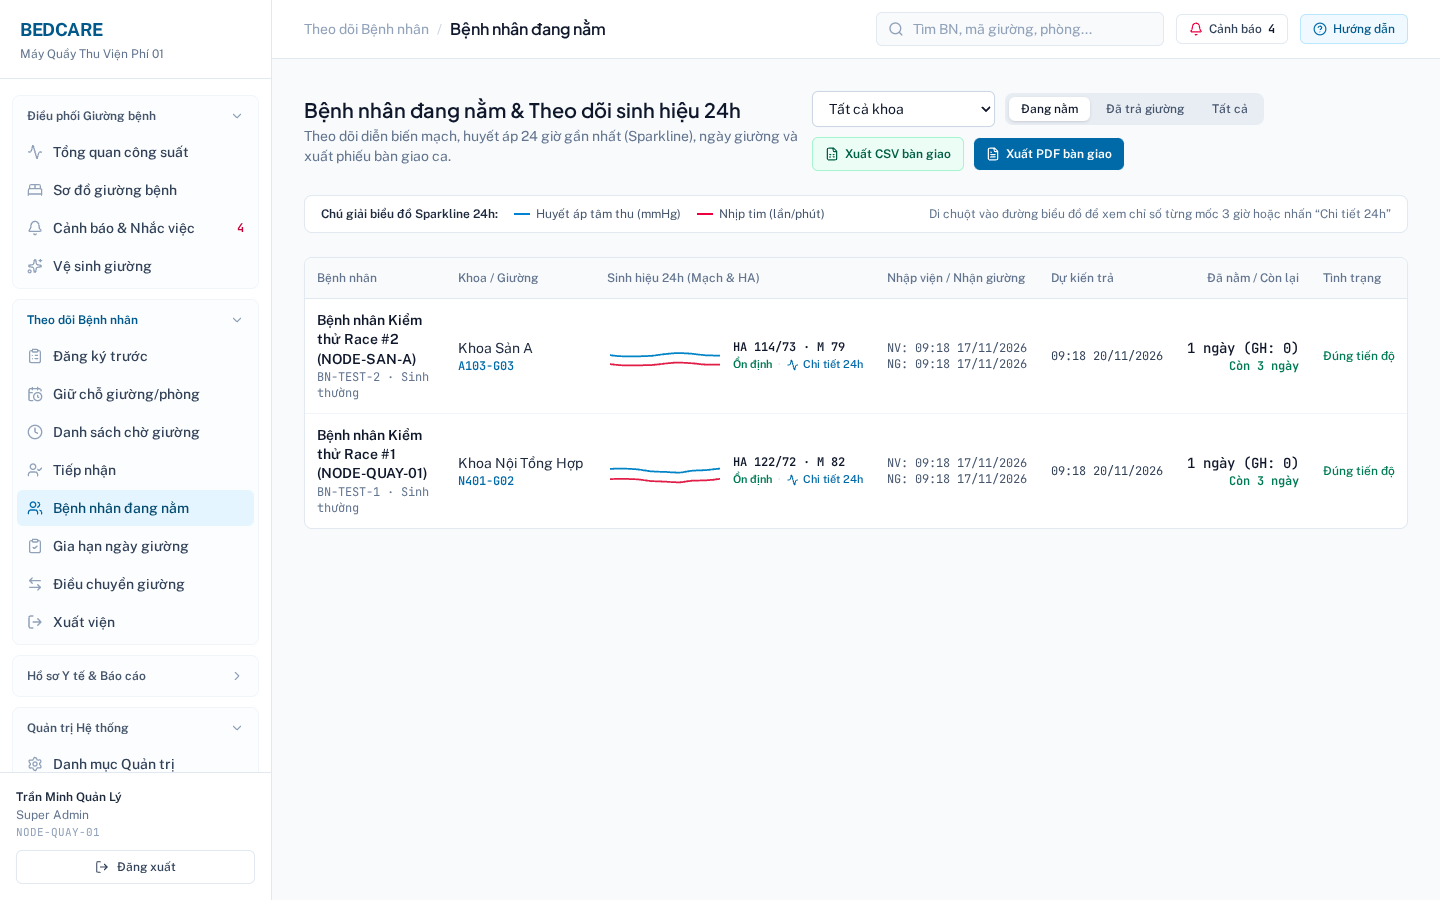 BEDCARE
Máy Quầy Thu Viện Phí 01
Điều phối Giường bệnh
Tổng quan công suất
Sơ đồ giường bệnh
Cảnh báo & Nhắc việc 4
Vệ sinh giường
Theo dõi Bệnh nhân
Đăng ký trước
Giữ chỗ giường/phòng
Danh sách chờ giường
Tiếp nhận
Bệnh nhân đang nằm
Gia hạn ngày giường
Điều chuyển giường
Xuất viện
Hồ sơ Y tế & Báo cáo
Quản trị Hệ thống
Danh mục Quản trị
Trần Minh Quản Lý
Super Admin
NODE-QUAY-01
Đăng xuất
Theo dõi Bệnh nhân / Bệnh nhân đang nằm
Tìm BN, mã giường, phòng...
Cảnh báo 4
Hướng dẫn
Bệnh nhân đang nằm & Theo dõi sinh hiệu 24h
Theo dõi diễn biến mạch, huyết áp 24 giờ gần nhất (Sparkline), ngày giường và
xuất phiếu bàn giao ca.
Tất cả khoa
Đang nằm Đã trả giường Tất cả
Xuất CSV bàn giao
Xuất PDF bàn giao
Chú giải biểu đồ Sparkline 24h: Huyết áp tâm thu (mmHg) Nhịp tim (lần/phút) Di chuột vào đường biểu đồ để xem chỉ số từng mốc 3 giờ hoặc nhấn “Chi tiết 24h”
Bệnh nhân Khoa / Giường Sinh hiệu 24h (Mạch & HA) Nhập viện / Nhận giường Dự kiến trả Đã nằm / Còn lại Tình trạng
Bệnh nhân Kiểm
thử Race #2
(NODE-SAN-A)
BN-TEST-2 · Sinh
thường
Khoa Sản A
A103-G03
HA 114/73 · M 79
Ổn định · Chi tiết 24h
NV: 09:18 17/11/2026
NG: 09:18 17/11/2026
09:18 20/11/2026
1 ngày (GH: 0)
Còn 3 ngày
Đúng tiến độ
Bệnh nhân Kiểm
thử Race #1
(NODE-QUAY-01)
BN-TEST-1 · Sinh
thường
Khoa Nội Tổng Hợp
N401-G02
HA 122/72 · M 82
Ổn định · Chi tiết 24h
NV: 09:18 17/11/2026
NG: 09:18 17/11/2026
09:18 20/11/2026
1 ngày (GH: 0)
Còn 3 ngày
Đúng tiến độ